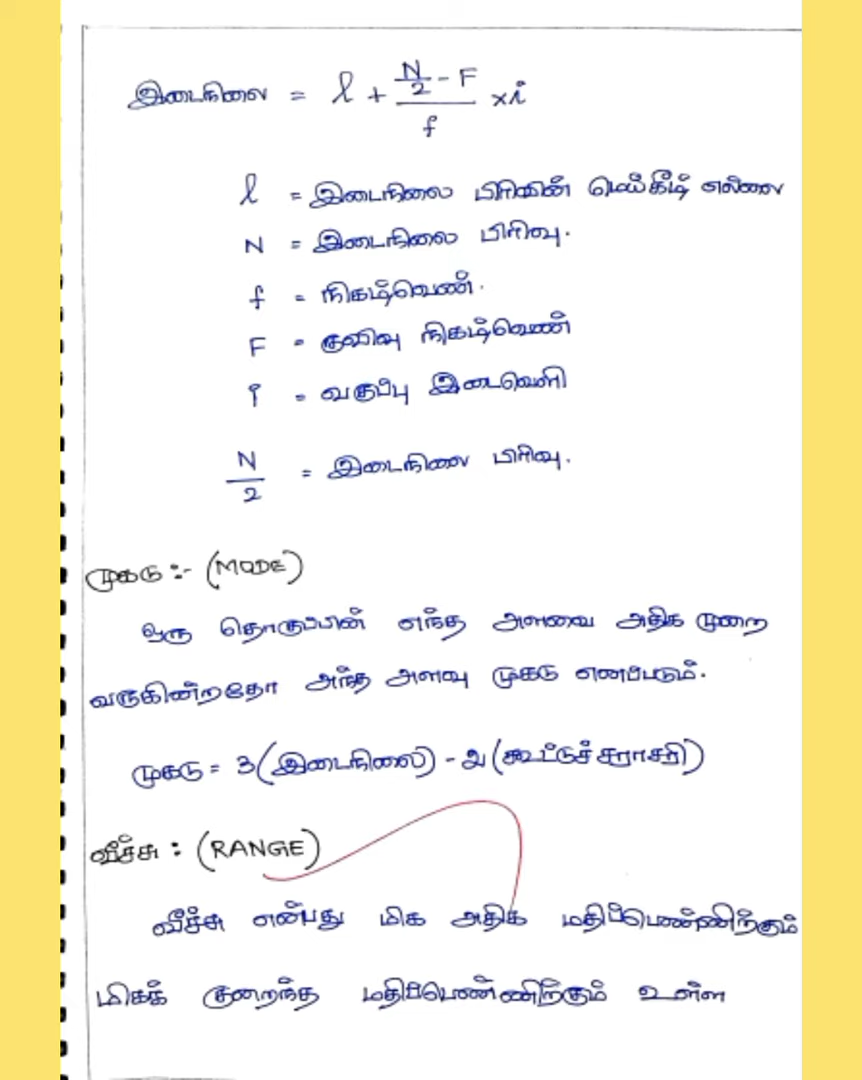 இடைநிலை = l + (N/2 - F)/f × i
l = இடைநிலை பிரிவின் மெய்கீழ் எல்லை
N = இடைநிலை பிரிவு.
f = நிகழ்வெண்.
F = குவிவு நிகழ்வெண்
i = வகுப்பு இடைவெளி
N/2 = இடைநிலை பிரிவு.
முகடு :- (MODE)
ஒரு தொகுப்பின் எந்த அளவை அதிக முறை
வருகின்றதோ அந்த அளவு முகடு எனப்படும்.
முகடு = 3(இடைநிலை) - 2(கூட்டுச் சராசரி)
வீச்சு : (RANGE)
வீச்சு என்பது மிக அதிக மதிப்பெண்ணிற்கும்
மிகக் குறைந்த மதிப்பெண்ணிற்கும் உள்ள